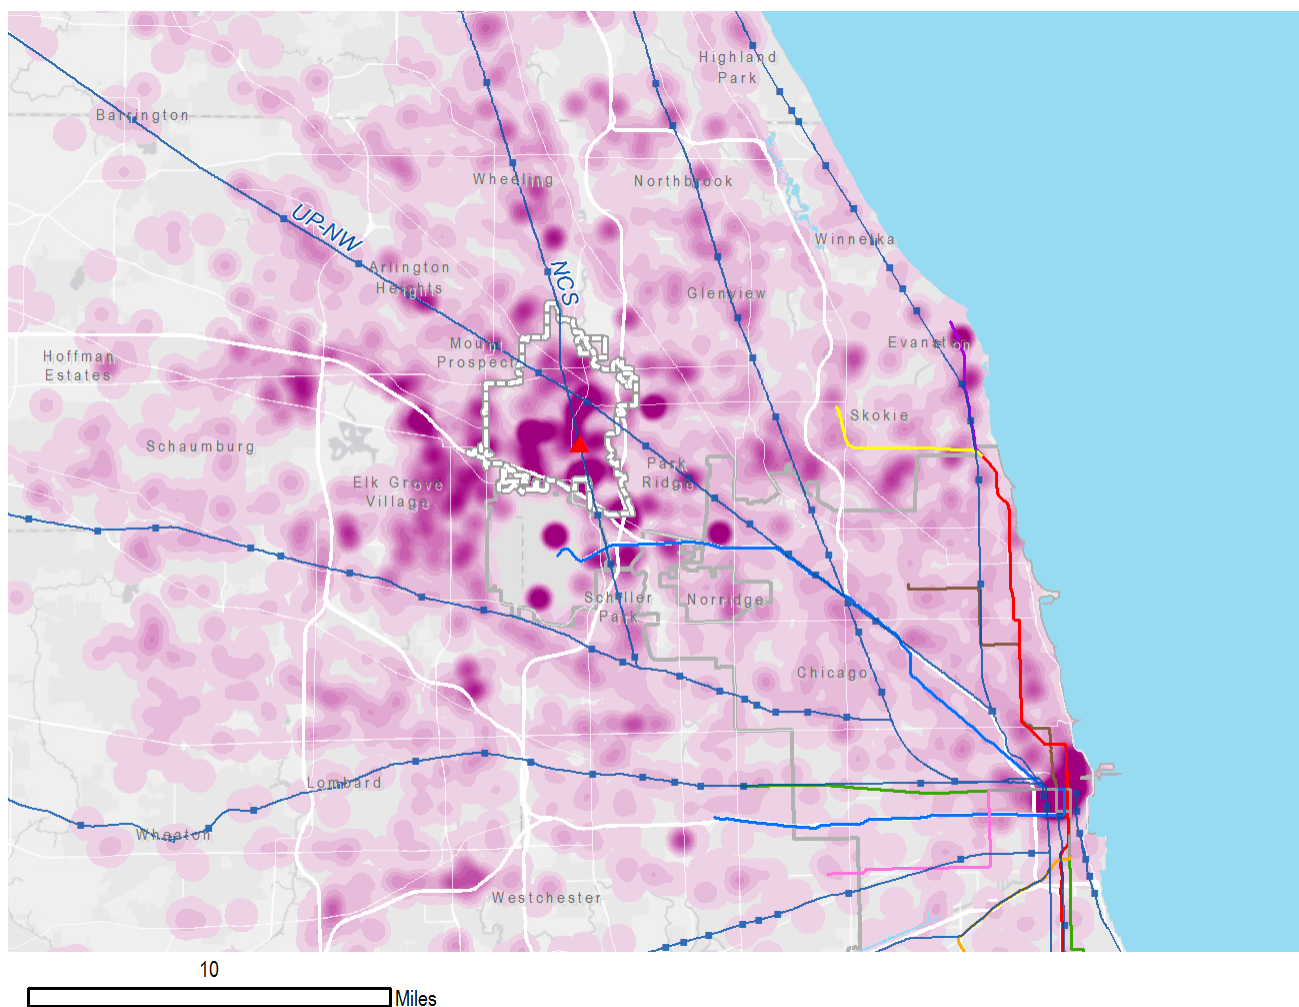 Highland
Park
Barrington
Wheeling
Northbrook
UP-NW
Winnetka
Arlington
Heights
NCS
Glenview
Mount
Prospect
Evanston
Hoffman
Estates
Skokie
Schaumburg
Park
Ridge
Elk Grove
Village
Schiller
Park
Norridge
Chicago
Lombard
Wheaton
Westchester
10
Miles